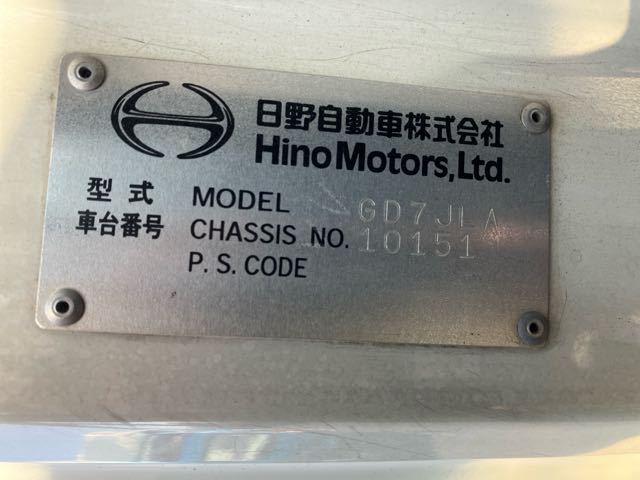 日野自動車株式会社
Hino Motors, Ltd.
型式 MODEL GD7JLA
車台番号 CHASSIS NO. 10151
P. S. CODE